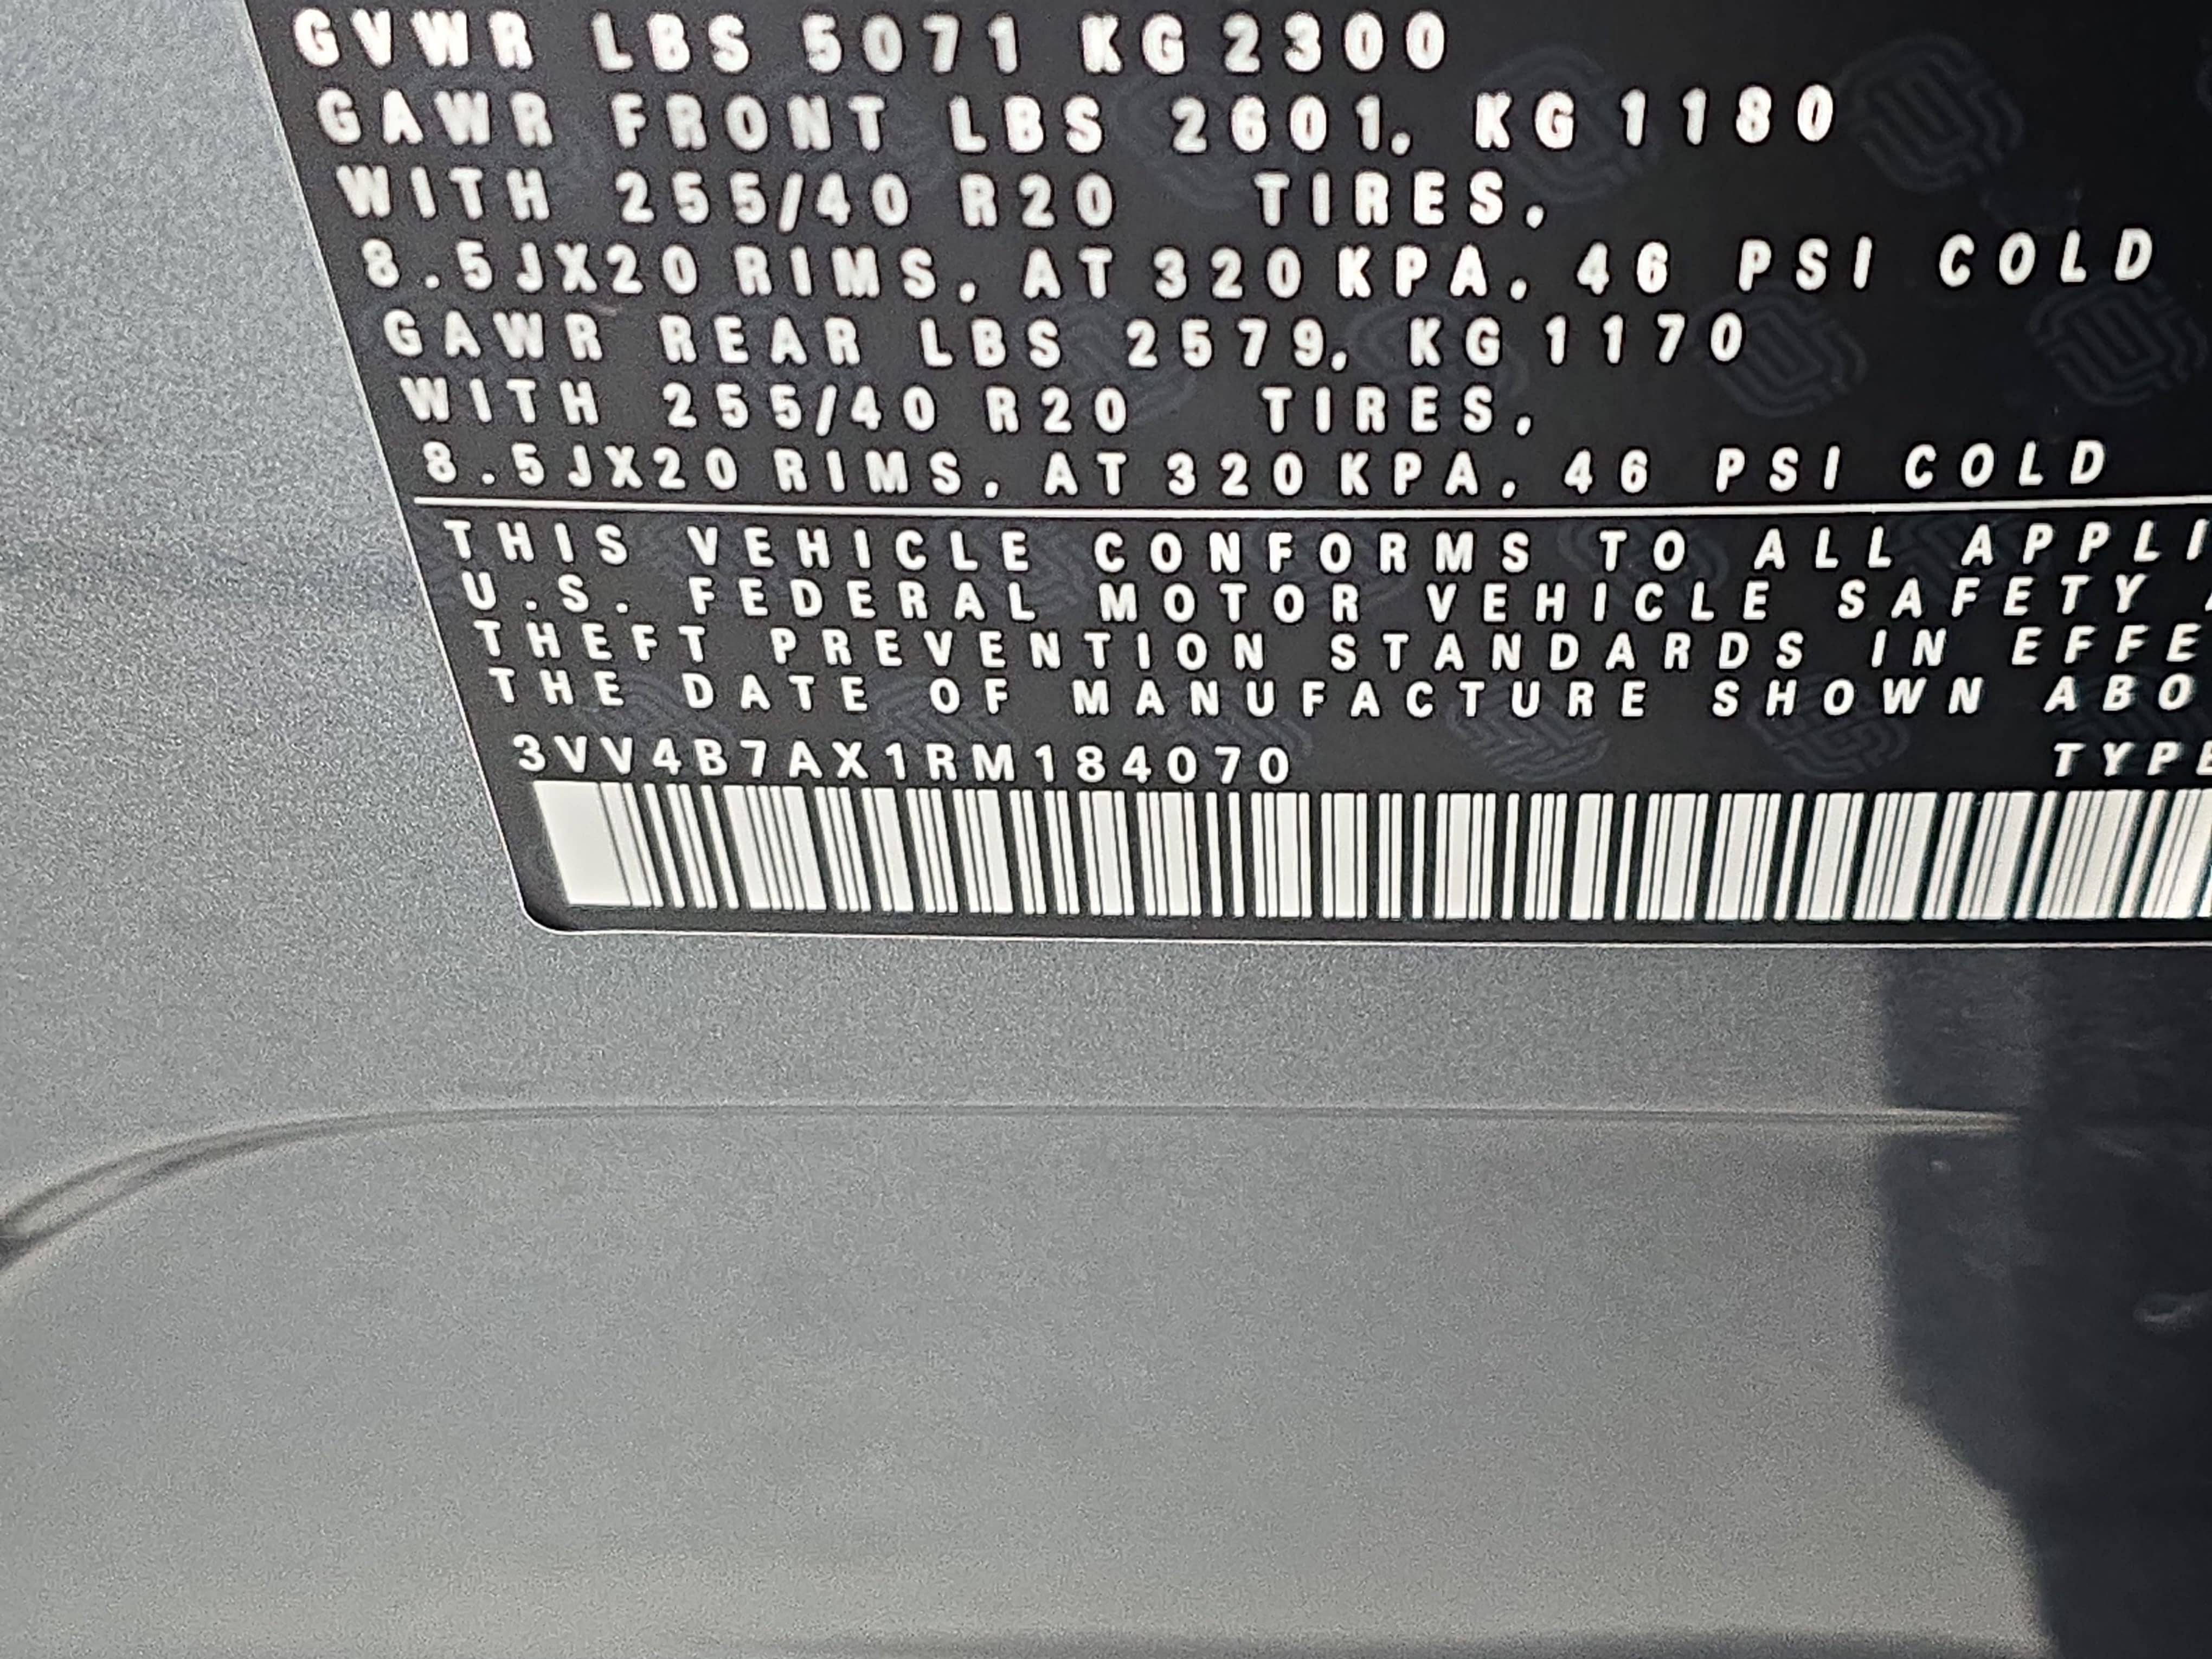 GVWR LBS 5071 KG 2300
GAWR FRONT LBS 2601, KG 1180
WITH 255/40 R20 TIRES,
8.5JX20 RIMS, AT 320 KPA, 46 PSI COLD
GAWR REAR LBS 2579, KG 1170
WITH 255/40 R20 TIRES,
8.5JX20 RIMS, AT 320 KPA, 46 PSI COLD
THIS VEHICLE CONFORMS TO ALL APPLI
U.S. FEDERAL MOTOR VEHICLE SAFETY
THEFT PREVENTION STANDARDS IN EFFE
THE DATE OF MANUFACTURE SHOWN ABO
3VV4B7AX1RM184070 TYPE